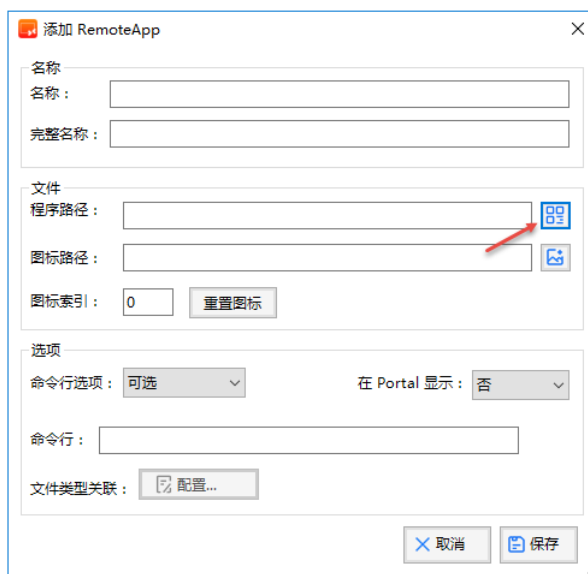 添加 RemoteApp
名称
名称：
完整名称：
文件
程序路径：
图标路径：
图标索引： 0 重置图标
选项
命令行选项： 可选 在 Portal 显示： 否
命令行：
文件类型关联： 配置...
取消 保存